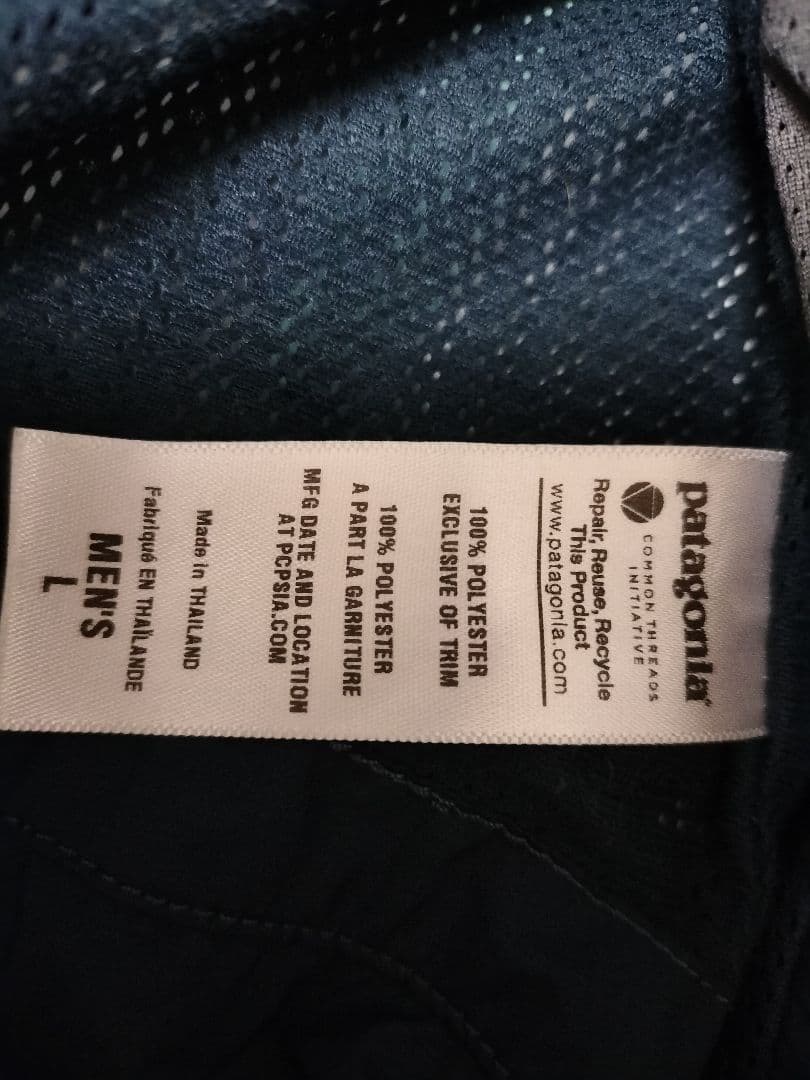 patagonia®
COMMON THREADS
INITIATIVE
Repair, Reuse, Recycle
This Product
www.patagonia.com
100% POLYESTER
EXCLUSIVE OF TRIM
100% POLYESTER
A PART LA GARNITURE
MFG DATE AND LOCATION
AT PCPSIA.COM
Made in THAILAND
Fabriqué EN THAÏLANDE
MEN'S
L